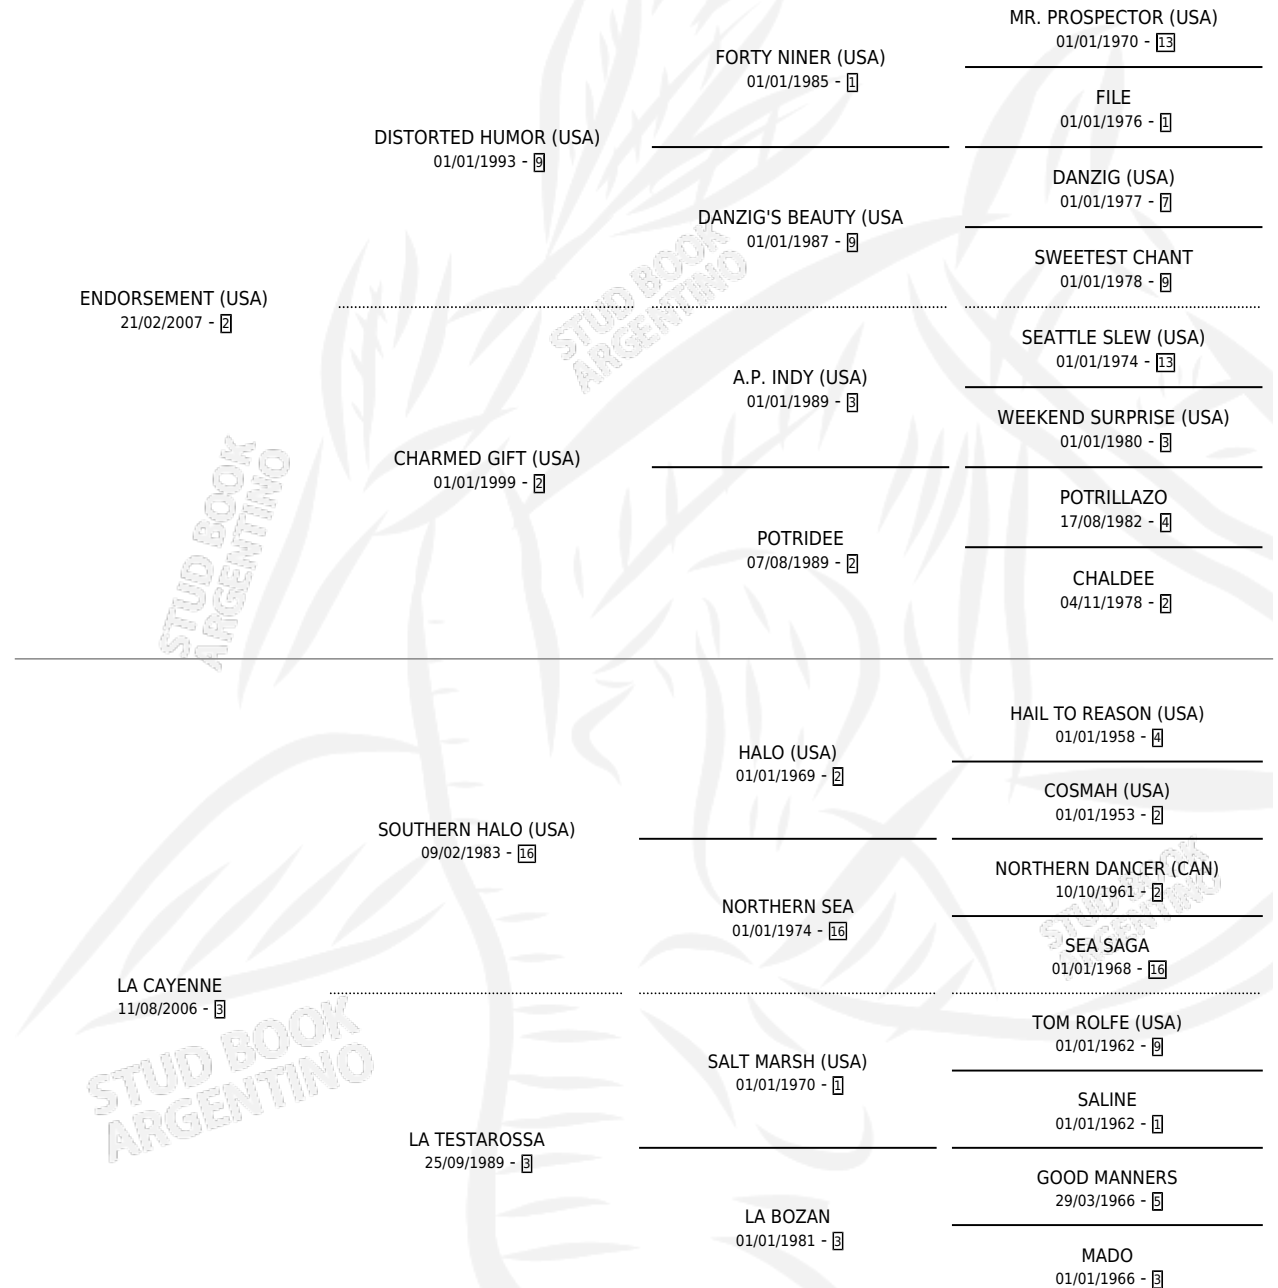 MR. PROSPECTOR (USA)
01/01/1970 - 13
FORTY NINER (USA)
01/01/1985 - 1
FILE
01/01/1976 - 1
DISTORTED HUMOR (USA)
01/01/1993 - 9
DANZIG (USA)
01/01/1977 - 7
DANZIG'S BEAUTY (USA
01/01/1987 - 9
SWEETEST CHANT
01/01/1978 - 9
ENDORSEMENT (USA)
21/02/2007 - 2
STUD BOOK
ARGENTINO
SEATTLE SLEW (USA)
01/01/1974 - 13
A.P. INDY (USA)
01/01/1989 - 3
WEEKEND SURPRISE (USA)
01/01/1980 - 3
CHARMED GIFT (USA)
01/01/1999 - 2
POTRILLAZO
17/08/1982 - 4
POTRIDEE
07/08/1989 - 2
CHALDEE
04/11/1978 - 2
STUD BOOK
ARGENTINO
HAIL TO REASON (USA)
01/01/1958 - 4
HALO (USA)
01/01/1969 - 2
COSMAH (USA)
01/01/1953 - 2
SOUTHERN HALO (USA)
09/02/1983 - 16
NORTHERN DANCER (CAN)
10/10/1961 - 2
NORTHERN SEA
01/01/1974 - 16
STUD BOOK
ARGENTINO
SEA SAGA
01/01/1968 - 16
LA CAYENNE
11/08/2006 - 3
TOM ROLFE (USA)
01/01/1962 - 9
SALT MARSH (USA)
01/01/1970 - 1
SALINE
01/01/1962 - 1
STUD BOOK
ARGENTINO
LA TESTAROSSA
25/09/1989 - 3
GOOD MANNERS
29/03/1966 - 5
LA BOZAN
01/01/1981 - 3
MADO
01/01/1966 - 3